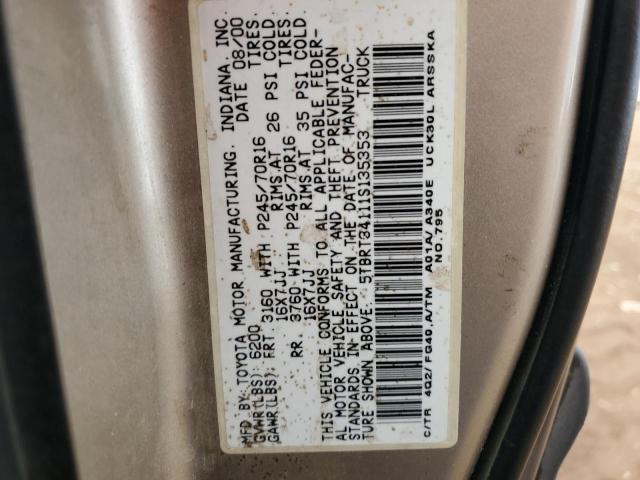 MFD. BY TOYOTA MOTOR MANUFACTURING. INDIANA, INC.
GVWR(LBS) 6200 DATE 08/00
GAWR(LBS) FRT. 3160 WITH P245/70R16 TIRES.
16X7JJ RIMS.AT 26 PSI COLD
RR. 3760 WITH P245/70R16 TIRES.
16X7JJ RIMS.AT 35 PSI COLD.
THIS VEHICLE CONFORMS TO ALL APPLICABLE FEDER-
AL MOTOR VEHICLE SAFETY AND THEFT PREVENTION
STANDARDS IN-EFFECT ON THE DATE OF MANUFAC-
TURE SHOWN ABOVE. 5TBRT34111S135353 TRUCK
C/TR 4Q2/ FG40,A/TM A01A/ A340E UCK30L ARSSKA
NO.795